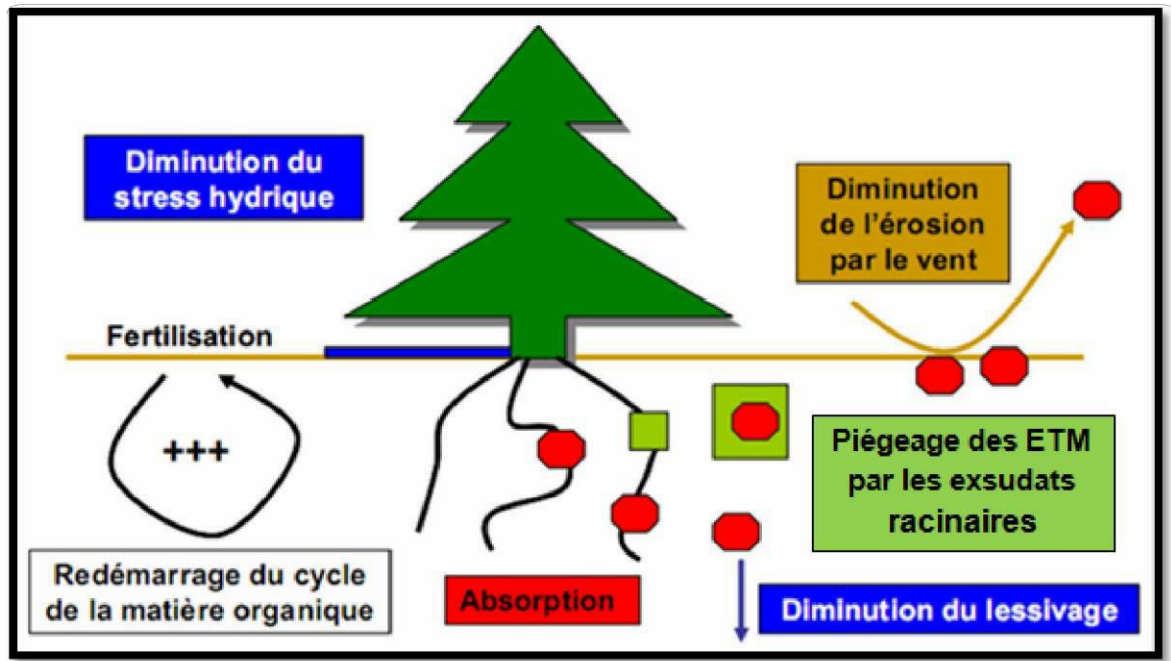 Diminution du
stress hydrique
Diminution
de l'érosion
par le vent
Fertilisation
+++
Piégeage des ETM
par les exsudats
racinaires
Redémarrage du cycle
de la matière organique
Absorption
Diminution du lessivage